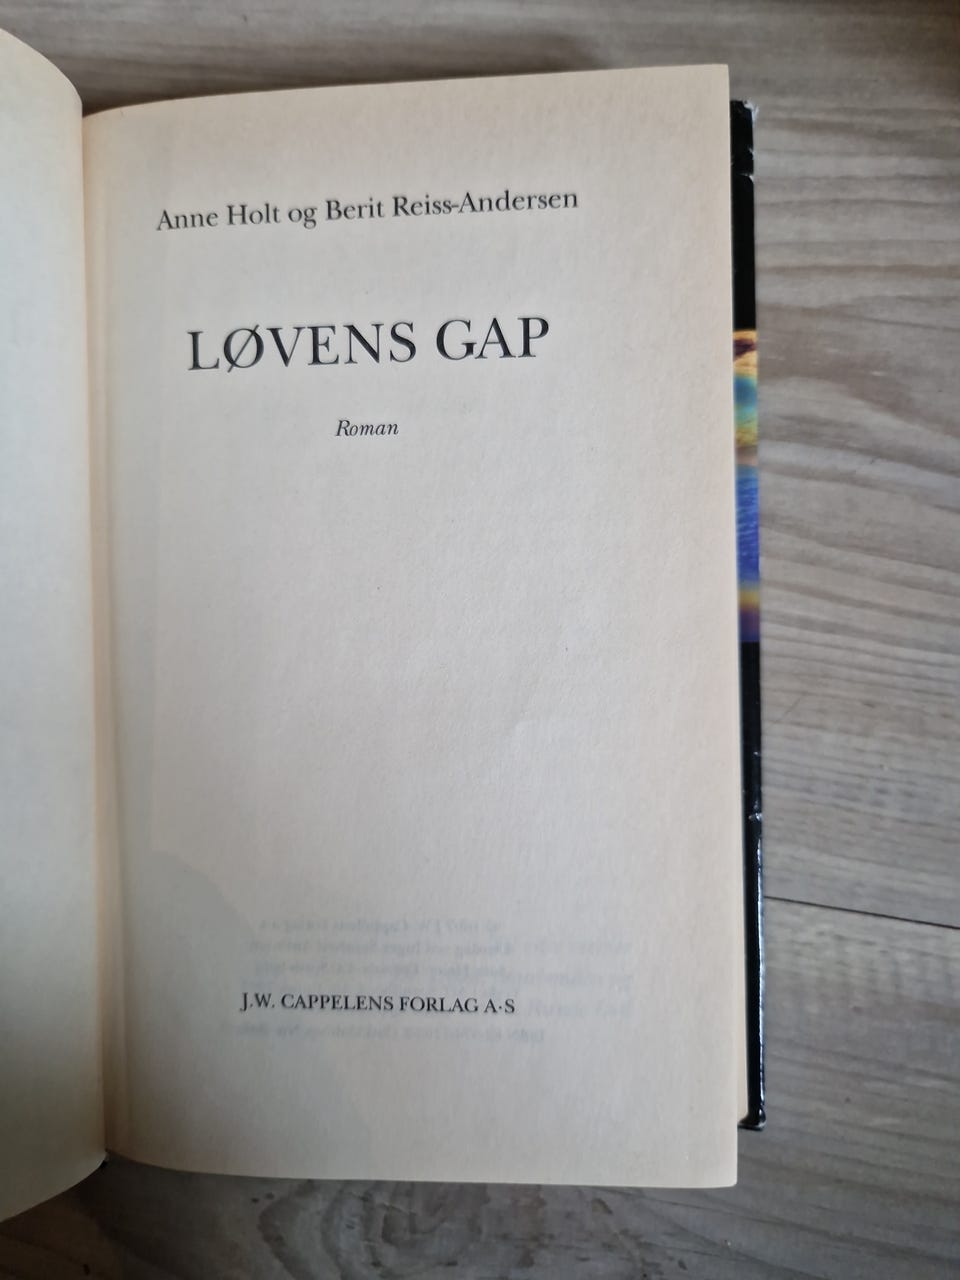 Anne Holt og Berit Reiss-Andersen
LØVENS GAP
Roman
J.W. CAPPELENS FORLAG A·S